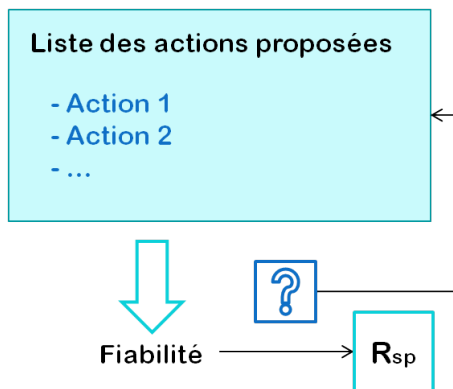 Liste des actions proposées
- Action 1
- Action 2
- ...
?
Fiabilité
Rsp